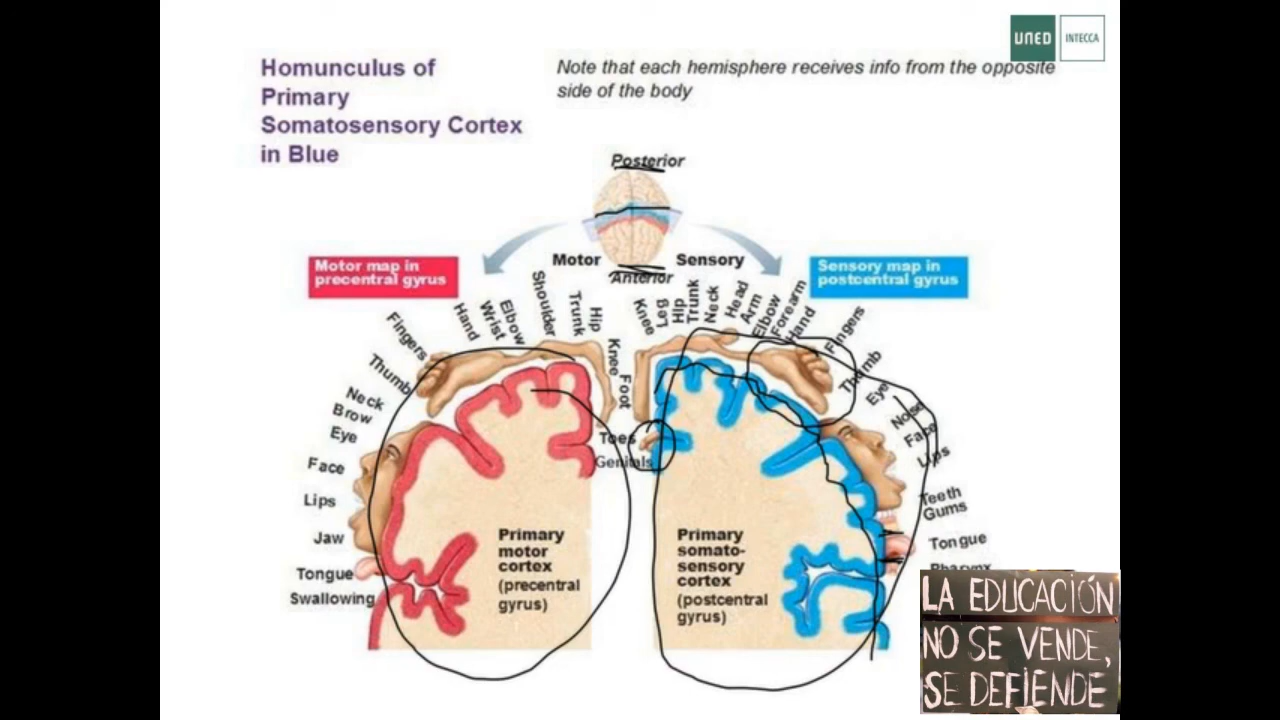 UNED
INTECCA
Homunculus of
Primary
Somatosensory Cortex
in Blue
Note that each hemisphere receives info from the opposite
side of the body
Posterior
Motor
Sensory
Anterior
Motor map in
precentral gyrus
Sensory map in
postcentral gyrus
Swallowing
Tongue
Jaw
Lips
Face
Eye
Brow
Neck
Thumb
Fingers
Hand
Wrist
Elbow
Shoulder
Trunk
Hip
Knee
Foot
Toes
Genitals
Knee
Leg
Hip
Trunk
Neck
Head
Arm
Elbow
Forearm
Hand
Fingers
Thumb
Eye
Nose
Face
Lips
Teeth
Gums
Tongue
Pharynx
Primary
motor
cortex
(precentral
gyrus)
Primary
somato-
sensory
cortex
(postcentral
gyrus)
LA EDUCACIÓN
NO SE VENDE,
SE DEFIENDE